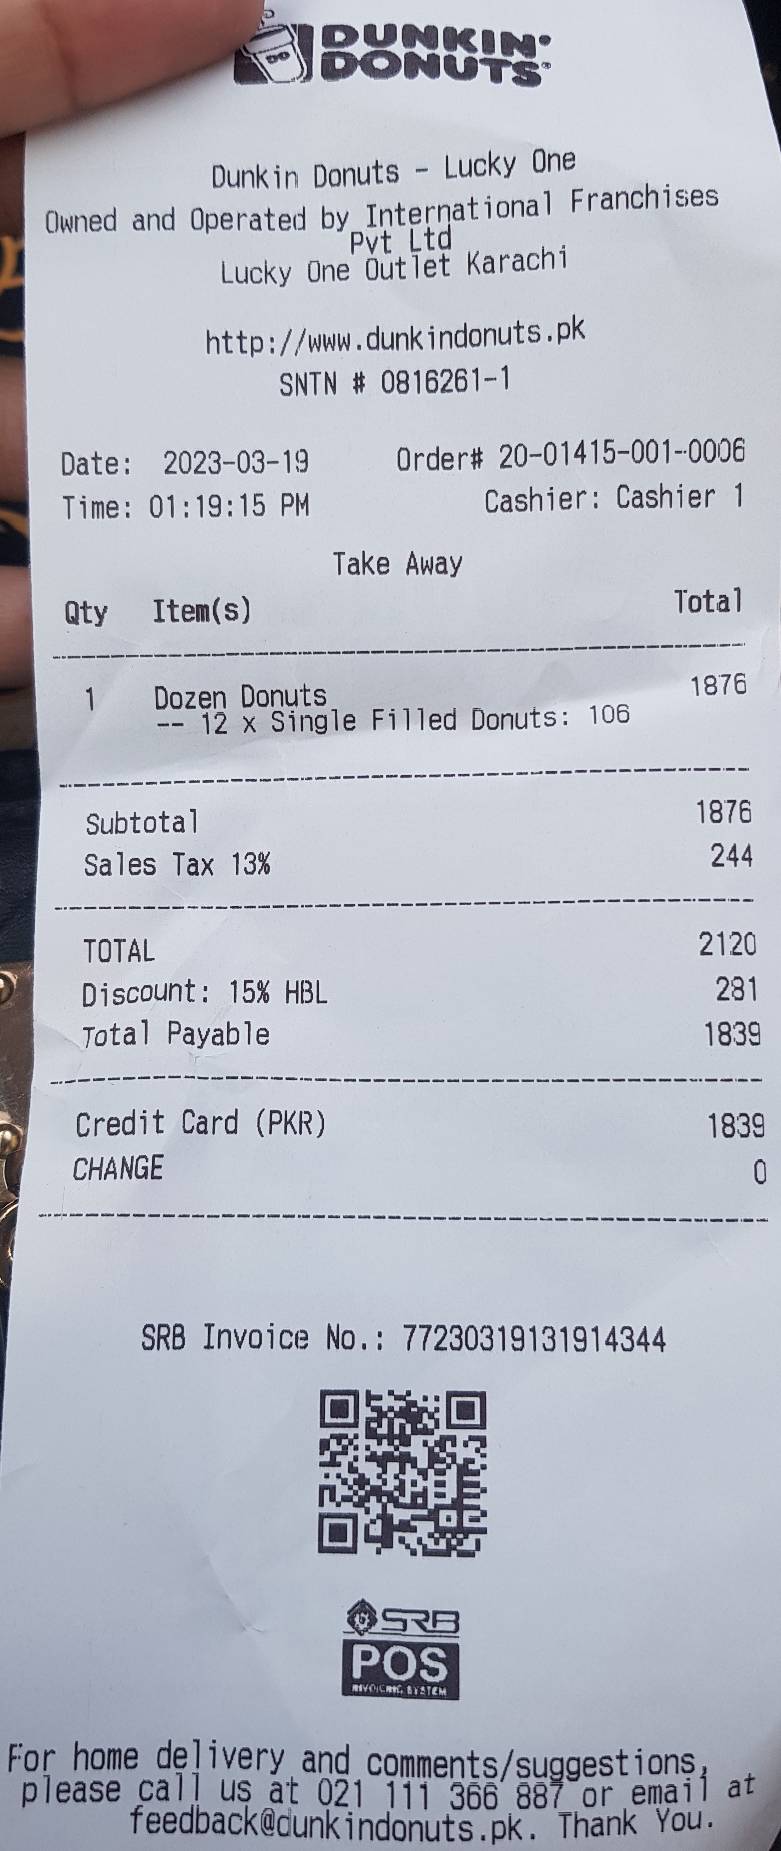 DUNKIN'
DONUTS
Dunkin Donuts - Lucky One
Owned and Operated by International Franchises
Pvt Ltd
Lucky One Outlet Karachi
http://www.dunkindonuts.pk
SNTN # 0816261-1
Date: 2023-03-19 Order# 20-01415-001-0006
Time: 01:19:15 PM Cashier: Cashier 1
Take Away
Qty Item(s) Total
1 Dozen Donuts 1876
-- 12 x Single Filled Donuts: 106
Subtotal 1876
Sales Tax 13% 244
TOTAL 2120
Discount: 15% HBL 281
Total Payable 1839
Credit Card (PKR) 1839
CHANGE 0
SRB Invoice No.: 77230319131914344
SRB
POS
INVOICING SYSTEM
For home delivery and comments/suggestions,
please call us at 021 111 366 887 or email at
feedback@dunkindonuts.pk. Thank You.